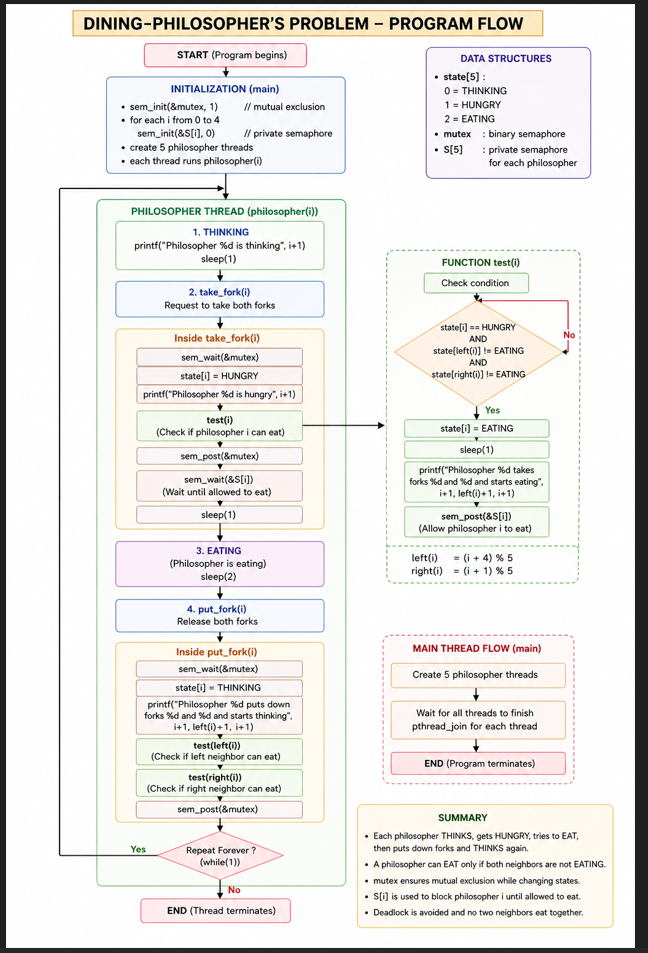 DINING–PHILOSOPHER'S PROBLEM – PROGRAM FLOW
START (Program begins)
INITIALIZATION (main)
• sem_init(&mutex, 1) // mutual exclusion
• for each i from 0 to 4
sem_init(&S[i], 0) // private semaphore
• create 5 philosopher threads
• each thread runs philosopher(i)
DATA STRUCTURES
• state[5] :
0 = THINKING
1 = HUNGRY
2 = EATING
• mutex : binary semaphore
• S[5] : private semaphore
for each philosopher
PHILOSOPHER THREAD (philosopher(i))
1. THINKING
printf("Philosopher %d is thinking", i+1)
sleep(1)
2. take_fork(i)
Request to take both forks
Inside take_fork(i)
sem_wait(&mutex)
state[i] = HUNGRY
printf("Philosopher %d is hungry", i+1)
test(i)
(Check if philosopher i can eat)
sem_post(&mutex)
sem_wait(&S[i])
(Wait until allowed to eat)
sleep(1)
3. EATING
(Philosopher is eating)
sleep(2)
4. put_fork(i)
Release both forks
Inside put_fork(i)
sem_wait(&mutex)
state[i] = THINKING
printf("Philosopher %d puts down
forks %d and %d and starts thinking",
i+1, left(i)+1, i+1)
test(left(i))
(Check if left neighbor can eat)
test(right(i))
(Check if right neighbor can eat)
sem_post(&mutex)
Repeat Forever ?
(while(1))
Yes
No
END (Thread terminates)
FUNCTION test(i)
Check condition
state[i] == HUNGRY
AND
state[left(i)] != EATING
AND
state[right(i)] != EATING
No
Yes
state[i] = EATING
sleep(1)
printf("Philosopher %d takes
forks %d and %d and starts eating",
i+1, left(i)+1, i+1)
sem_post(&S[i])
(Allow philosopher i to eat)
left(i) = (i + 4) % 5
right(i) = (i + 1) % 5
MAIN THREAD FLOW (main)
Create 5 philosopher threads
Wait for all threads to finish
pthread_join for each thread
END (Program terminates)
SUMMARY
• Each philosopher THINKS, gets HUNGRY, tries to EAT,
then puts down forks and THINKS again.
• A philosopher can EAT only if both neighbors are not EATING.
• mutex ensures mutual exclusion while changing states.
• S[i] is used to block philosopher i until allowed to eat.
• Deadlock is avoided and no two neighbors eat together.